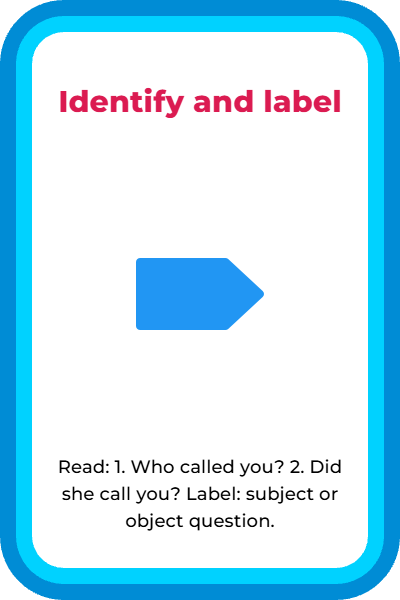 Identify and label
Read: 1. Who called you? 2. Did
she call you? Label: subject or
object question.